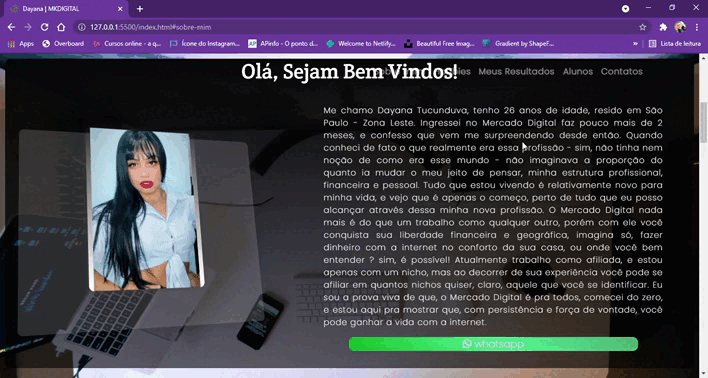 Dayana | MKDIGITAL
127.0.0.1:5500/index.html#sobre-mim
Apps Overboard Cursos online - a q... Ícone do Instagram... APinfo - O ponto d... Welcome to Netlify... Beautiful Free Imag... Gradient by ShapeF... » Lista de leitura
Olá, Sejam Bem Vindos!
Meus Resultados Alunos Contatos
Me chamo Dayana Tucunduva, tenho 26 anos de idade, resido em São
Paulo - Zona Leste. Ingressei no Mercado Digital faz pouco mais de 2
meses, e confesso que vem me surpreendendo desde então. Quando
conheci de fato o que realmente era essa profissão - sim, não tinha nem
noção de como era esse mundo - não imaginava a proporção do
quanto ia mudar o meu jeito de pensar, minha estrutura profissional,
financeira e pessoal. Tudo que estou vivendo é relativamente novo para
minha vida, e vejo que é apenas o começo, perto de tudo que eu posso
alcançar através dessa minha nova profissão. O Mercado Digital nada
mais é do que um trabalho como qualquer outro, porém com ele você
conquista sua liberdade financeira e geográfica, imagina só, fazer
dinheiro com a internet no conforto da sua casa, ou onde você bem
entender ? sim, é possível! Atualmente trabalho como afiliada, e estou
apenas com um nicho, mas ao decorrer de sua experiência você pode se
afiliar em quantos nichos quiser, claro, aquele que você se identificar. Eu
sou a prova viva de que, o Mercado Digital é pra todos, comecei do zero,
e estou aqui pra mostrar que, com persistência e força de vontade, você
pode ganhar a vida com a internet.
whatsapp